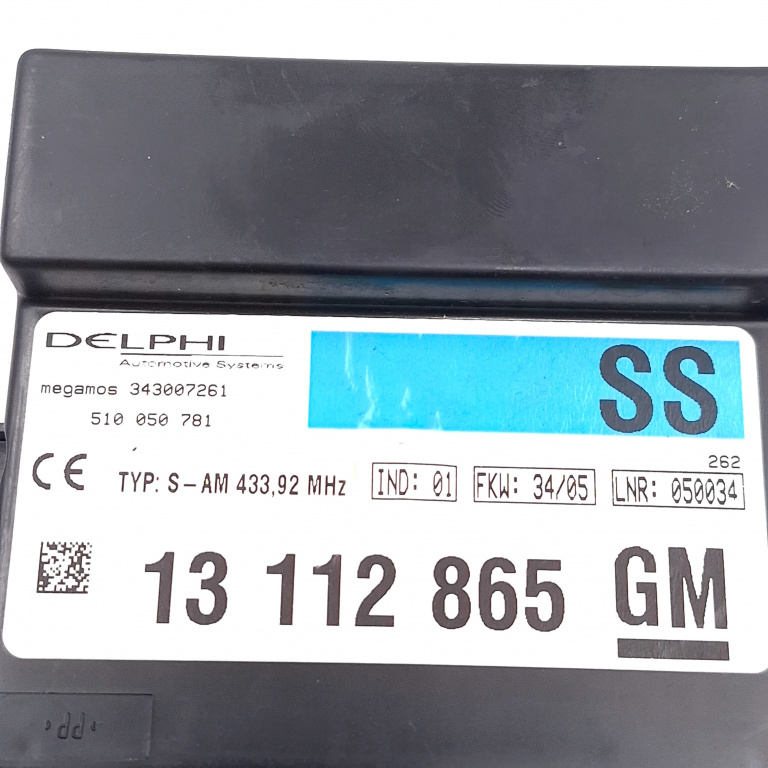 DELPHI
Automotive Systems
SS
megamos 343007261
510 050 781
262
CE TYP: S-AM 433,92 MHz IND: 01 FKW: 34/05 LNR: 050034
13 112 865 GM
›PP‹